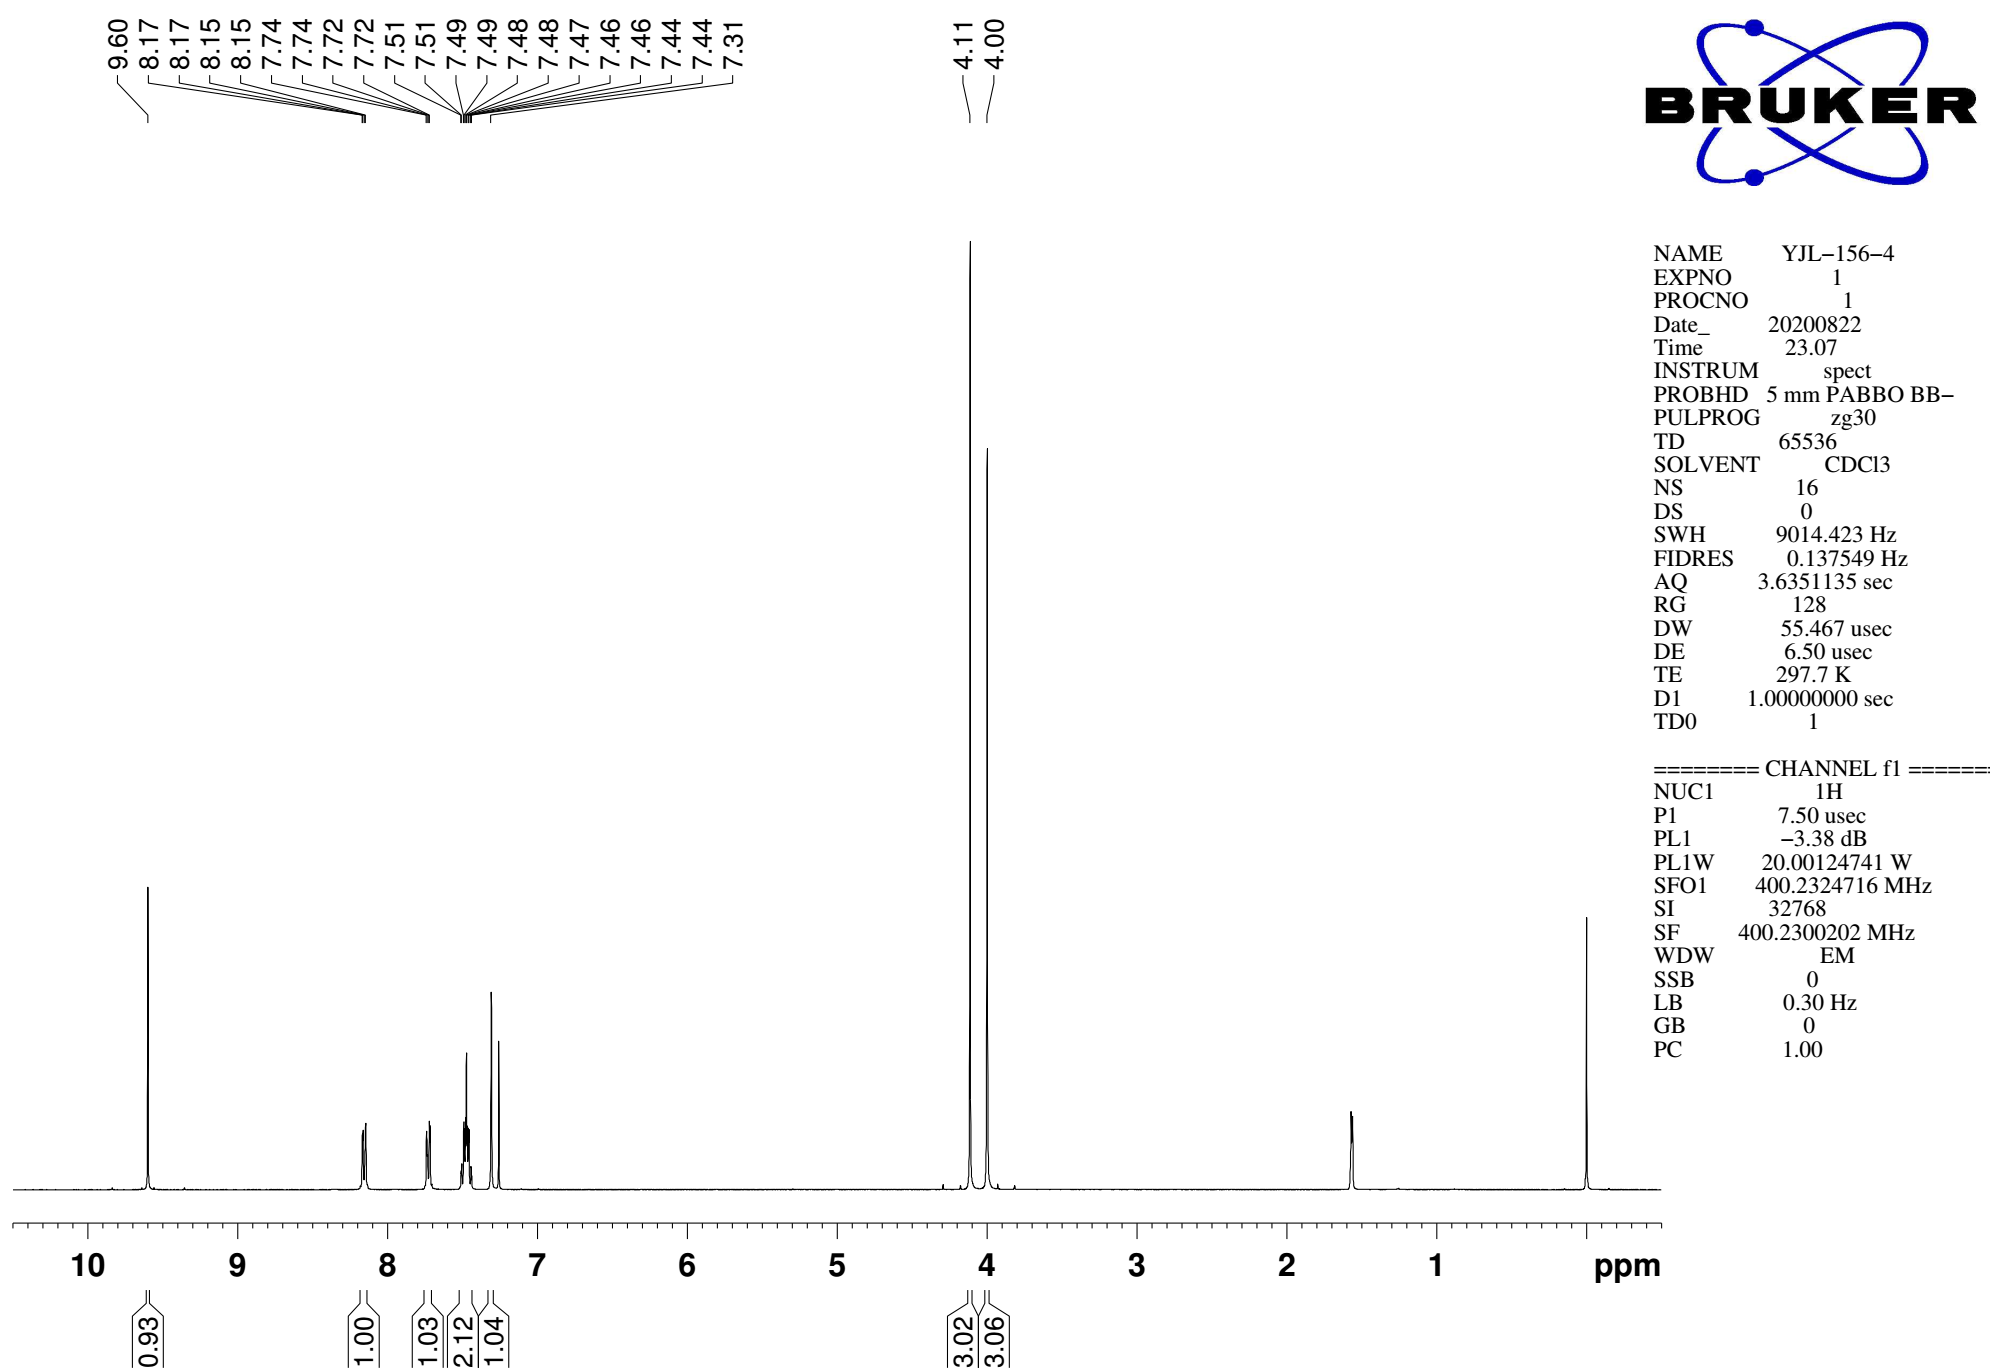 9.60
8.17
8.17
8.15
8.15
7.74
7.74
7.72
7.72
7.51
7.51
7.49
7.49
7.48
7.48
7.47
7.46
7.46
7.44
7.44
7.31
4.11
4.00
BRUKER
NAME YJL−156−4
EXPNO 1
PROCNO 1
Date_ 20200822
Time 23.07
INSTRUM spect
PROBHD 5 mm PABBO BB−
PULPROG zg30
TD 65536
SOLVENT CDCl3
NS 16
DS 0
SWH 9014.423 Hz
FIDRES 0.137549 Hz
AQ 3.6351135 sec
RG 128
DW 55.467 usec
DE 6.50 usec
TE 297.7 K
D1 1.00000000 sec
TD0 1
======== CHANNEL f1 =======
NUC1 1H
P1 7.50 usec
PL1 −3.38 dB
PL1W 20.00124741 W
SFO1 400.2324716 MHz
SI 32768
SF 400.2300202 MHz
WDW EM
SSB 0
LB 0.30 Hz
GB 0
PC 1.00
10 9 8 7 6 5 4 3 2 1 ppm
0.93
1.00
1.03
2.12
1.04
3.02
3.06